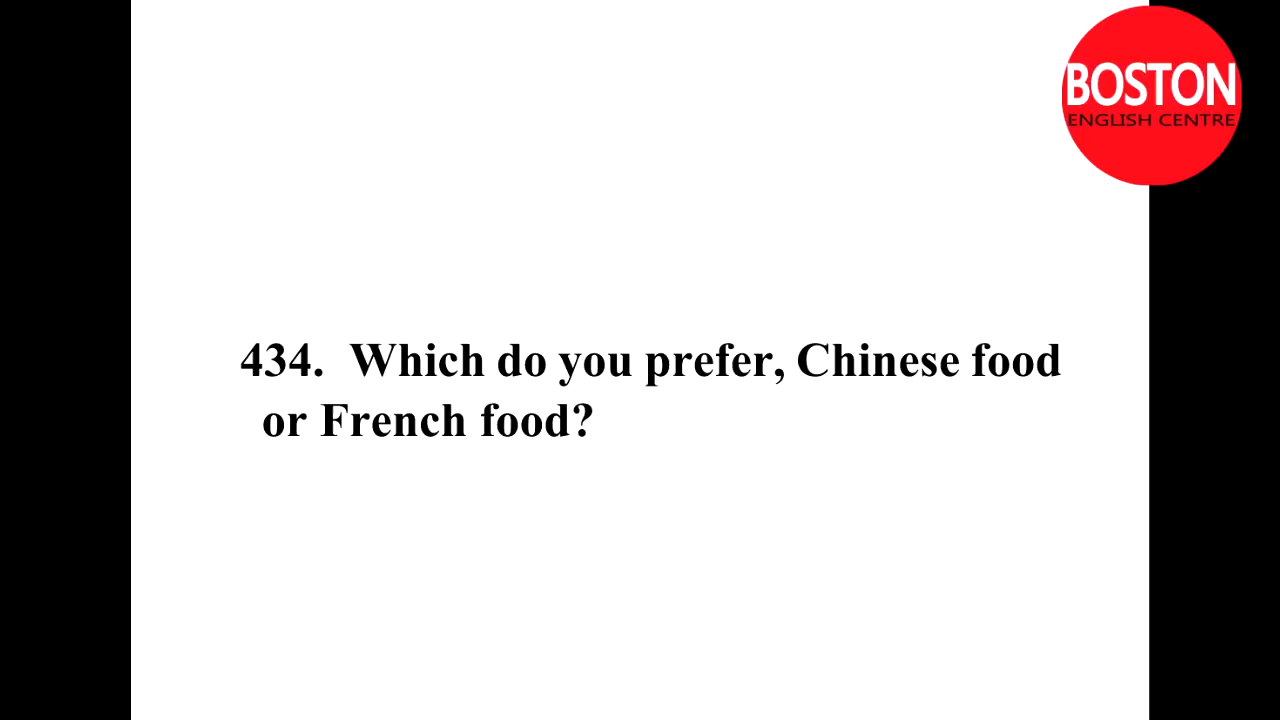 BOSTON
ENGLISH CENTRE
434. Which do you prefer, Chinese food
or French food?